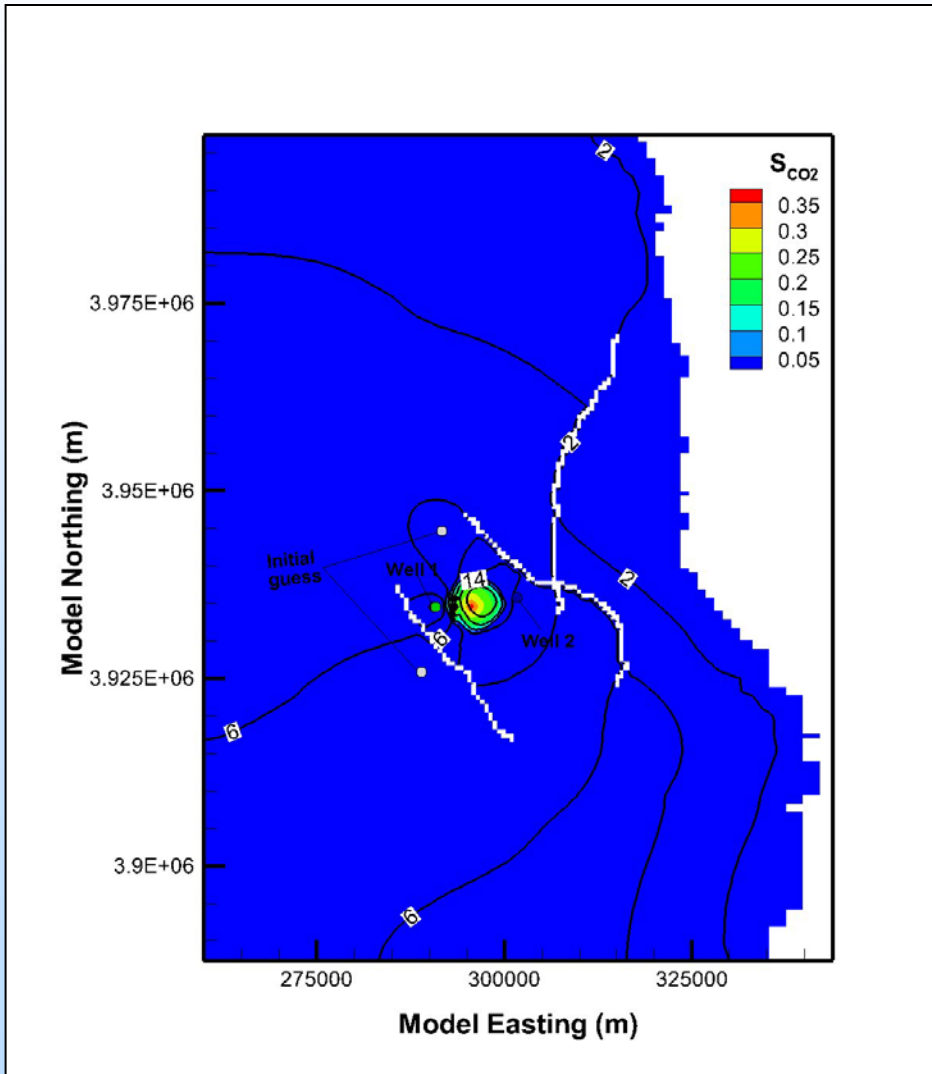 2
S_CO2
0.35
0.3
0.25
0.2
0.15
0.1
0.05
3.975E+06
3.95E+06
3.925E+06
3.9E+06
Model Northing (m)
2
2
Initial
guess
Well 1
14
6
Well 2
6
6
275000
300000
325000
Model Easting (m)